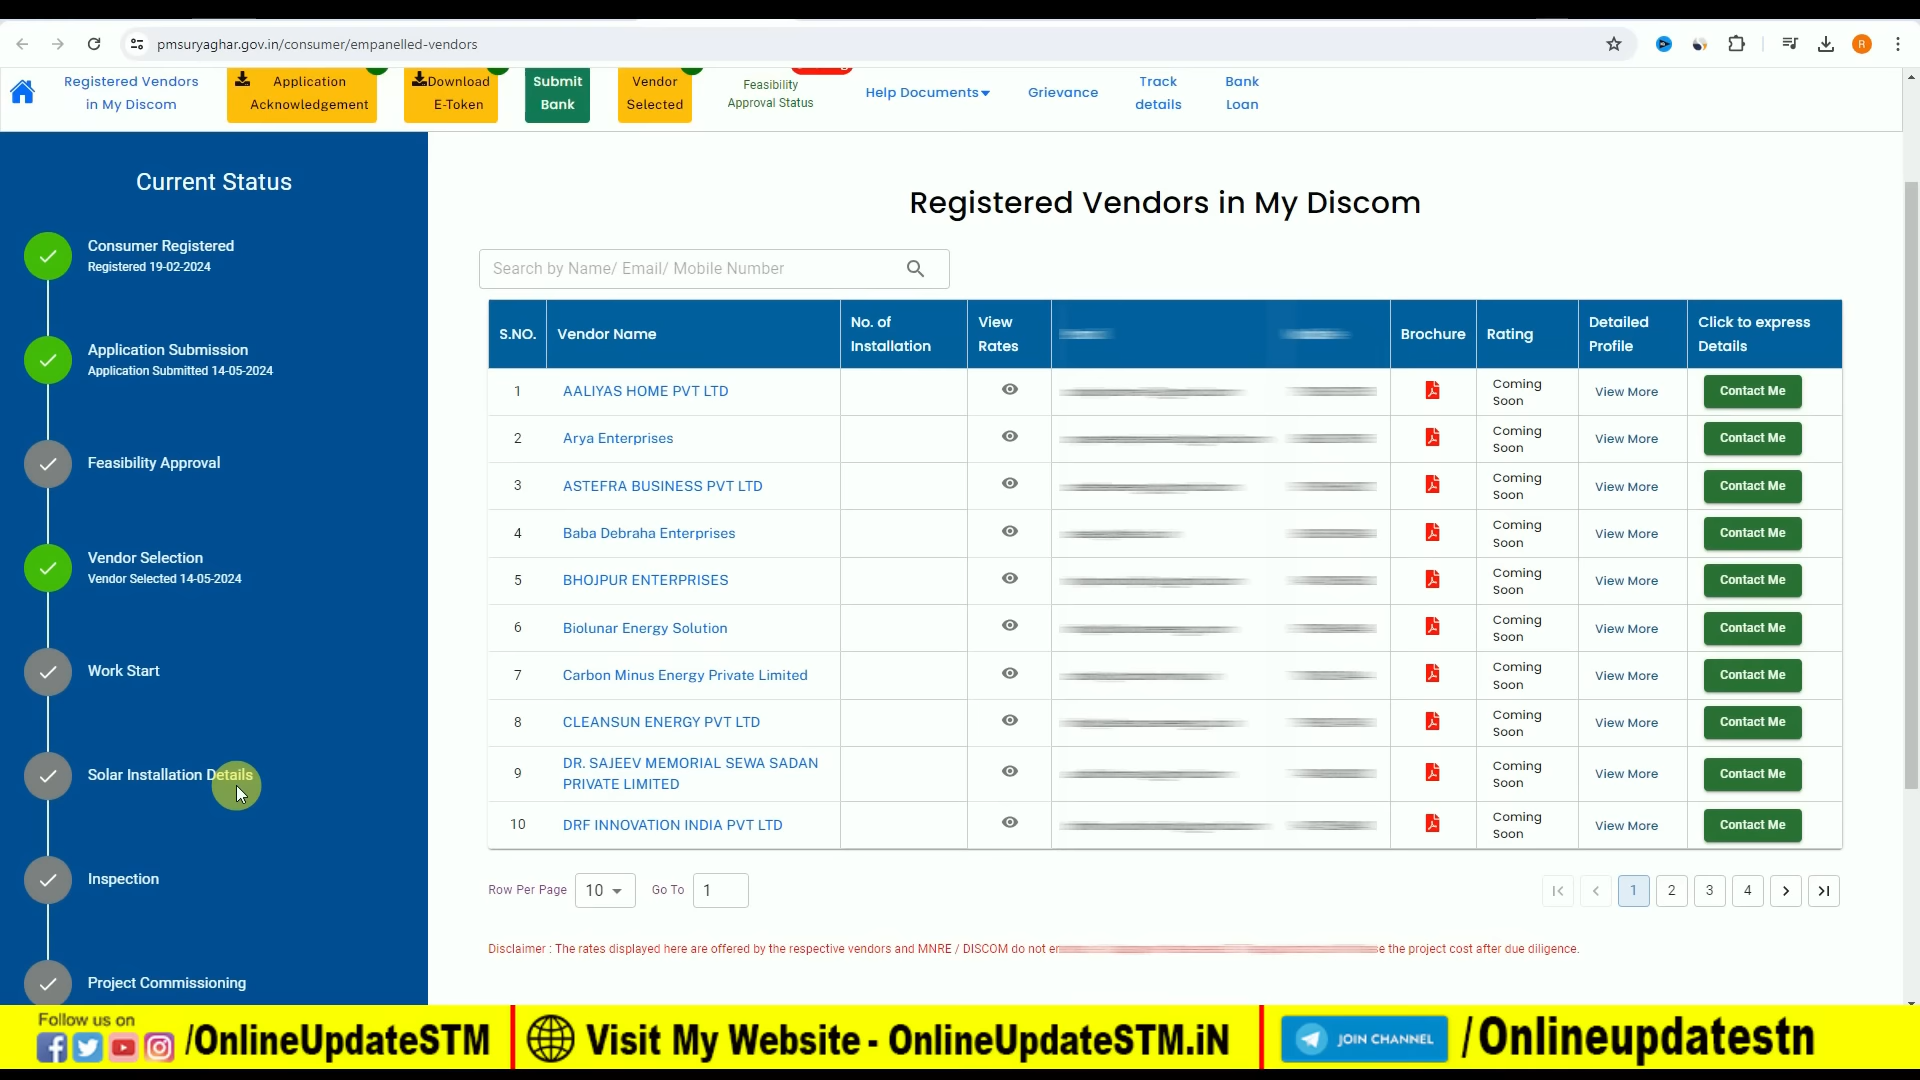 pmsuryaghar.gov.in/consumer/empanelled-vendors
R
Registered Vendors
in My Discom
Application
Acknowledgement
Download
E-Token
Submit
Bank
Vendor
Selected
Feasibility
Approval Status
Help Documents
Grievance
Track
details
Bank
Loan
Current Status
Consumer Registered
Registered 19-02-2024
Application Submission
Application Submitted 14-05-2024
Feasibility Approval
Vendor Selection
Vendor Selected 14-05-2024
Work Start
Solar Installation Details
Inspection
Project Commissioning
Registered Vendors in My Discom
Search by Name/ Email/ Mobile Number
S.NO. Vendor Name No. of Installation View Rates Brochure Rating Detailed Profile Click to express Details
1 AALIYAS HOME PVT LTD Coming Soon View More Contact Me
2 Arya Enterprises Coming Soon View More Contact Me
3 ASTEFRA BUSINESS PVT LTD Coming Soon View More Contact Me
4 Baba Debraha Enterprises Coming Soon View More Contact Me
5 BHOJPUR ENTERPRISES Coming Soon View More Contact Me
6 Biolunar Energy Solution Coming Soon View More Contact Me
7 Carbon Minus Energy Private Limited Coming Soon View More Contact Me
8 CLEANSUN ENERGY PVT LTD Coming Soon View More Contact Me
9 DR. SAJEEV MEMORIAL SEWA SADAN PRIVATE LIMITED Coming Soon View More Contact Me
10 DRF INNOVATION INDIA PVT LTD Coming Soon View More Contact Me
Row Per Page 10 Go To 1 1 2 3 4
Disclaimer : The rates displayed here are offered by the respective vendors and MNRE / DISCOM do not the project cost after due diligence.
Follow us on
/OnlineUpdateSTM
Visit My Website - OnlineUpdateSTM.iN
JOIN CHANNEL
/Onlineupdatestn